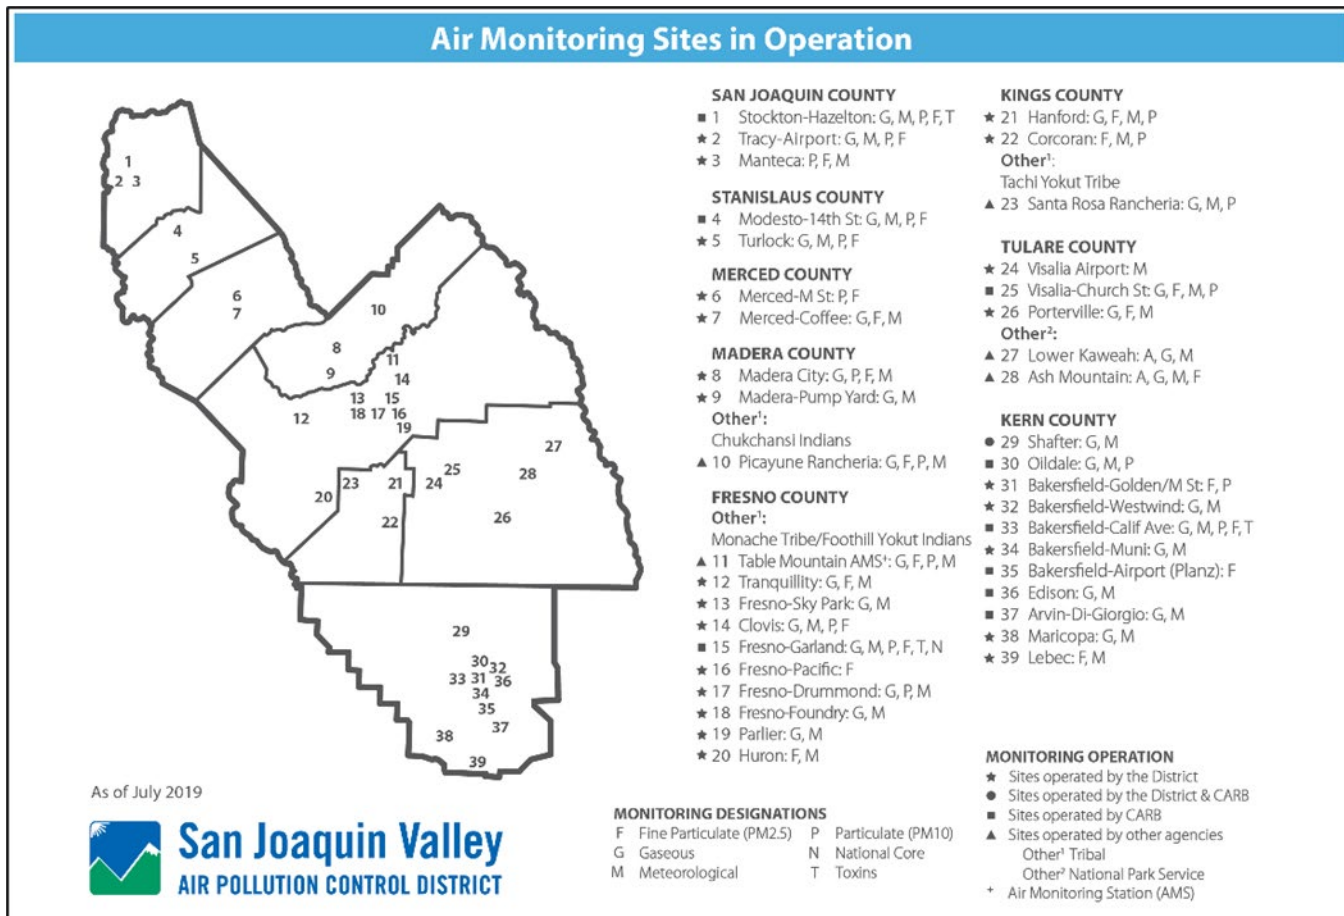 Air Monitoring Sites in Operation
1
2 3
4
5
6
7
8
9
10
11
12
13
14
15
16
17
18
19
20
21
22
23
24
25
26
27
28
29
30
31
32
33
34
35
36
37
38
39
SAN JOAQUIN COUNTY
■ 1 Stockton-Hazelton: G, M, P, F, T
★ 2 Tracy-Airport: G, M, P, F
★ 3 Manteca: P, F, M
STANISLAUS COUNTY
■ 4 Modesto-14th St: G, M, P, F
★ 5 Turlock: G, M, P, F
MERCED COUNTY
★ 6 Merced-M St: P, F
★ 7 Merced-Coffee: G, F, M
MADERA COUNTY
★ 8 Madera City: G, P, F, M
★ 9 Madera-Pump Yard: G, M
Other¹:
Chukchansi Indians
▲ 10 Picayune Rancheria: G, F, P, M
FRESNO COUNTY
Other¹:
Monache Tribe/Foothill Yokut Indians
▲ 11 Table Mountain AMS⁺: G, F, P, M
★ 12 Tranquillity: G, F, M
★ 13 Fresno-Sky Park: G, M
★ 14 Clovis: G, M, P, F
■ 15 Fresno-Garland: G, M, P, F, T, N
★ 16 Fresno-Pacific: F
★ 17 Fresno-Drummond: G, P, M
★ 18 Fresno-Foundry: G, M
★ 19 Parlier: G, M
★ 20 Huron: F, M
KINGS COUNTY
★ 21 Hanford: G, F, M, P
★ 22 Corcoran: F, M, P
Other¹:
Tachi Yokut Tribe
▲ 23 Santa Rosa Rancheria: G, M, P
TULARE COUNTY
★ 24 Visalia Airport: M
■ 25 Visalia-Church St: G, F, M, P
★ 26 Porterville: G, F, M
Other²:
▲ 27 Lower Kaweah: A, G, M
▲ 28 Ash Mountain: A, G, M, F
KERN COUNTY
● 29 Shafter: G, M
■ 30 Oildale: G, M, P
★ 31 Bakersfield-Golden/M St: F, P
★ 32 Bakersfield-Westwind: G, M
■ 33 Bakersfield-Calif Ave: G, M, P, F, T
★ 34 Bakersfield-Muni: G, M
■ 35 Bakersfield-Airport (Planz): F
■ 36 Edison: G, M
■ 37 Arvin-Di-Giorgio: G, M
★ 38 Maricopa: G, M
★ 39 Lebec: F, M
MONITORING OPERATION
★ Sites operated by the District
● Sites operated by the District & CARB
■ Sites operated by CARB
▲ Sites operated by other agencies
Other¹ Tribal
Other² National Park Service
⁺ Air Monitoring Station (AMS)
MONITORING DESIGNATIONS
F Fine Particulate (PM2.5) P Particulate (PM10)
G Gaseous N National Core
M Meteorological T Toxins
As of July 2019
San Joaquin Valley
AIR POLLUTION CONTROL DISTRICT